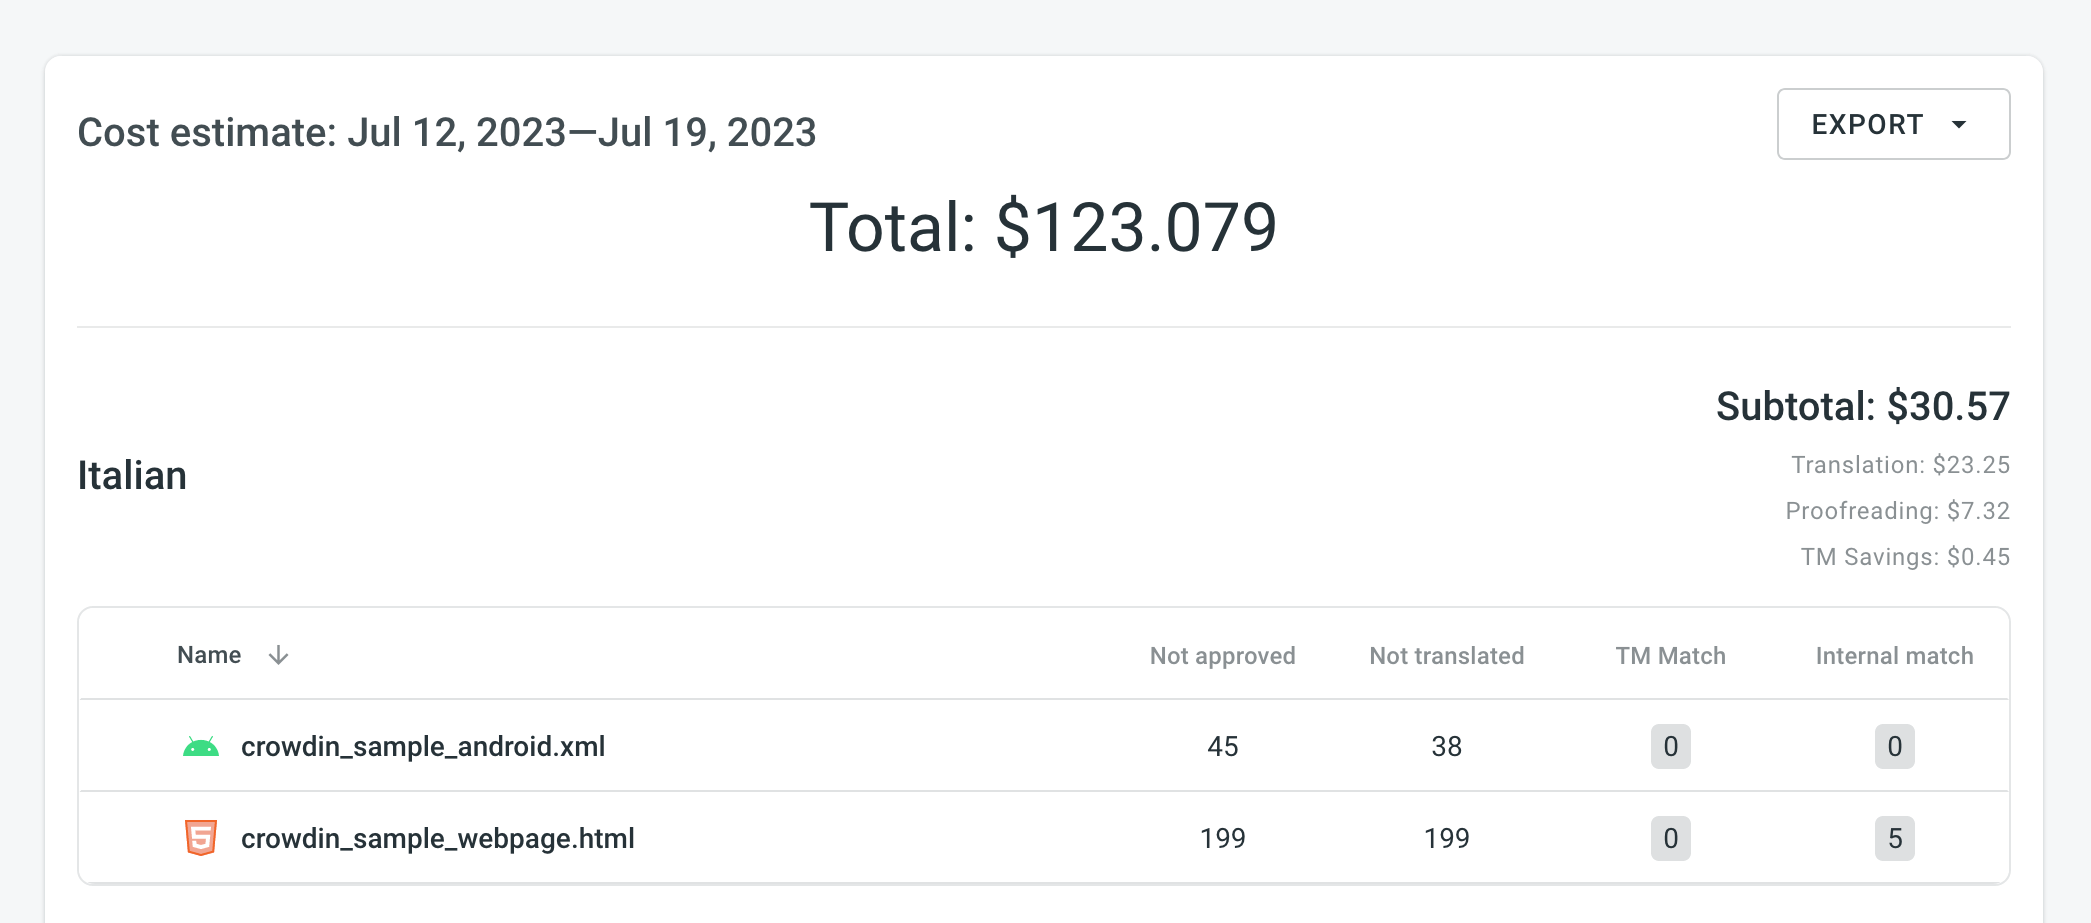 Cost estimate: Jul 12, 2023—Jul 19, 2023
EXPORT
Total: $123.079
Subtotal: $30.57
Italian
Translation: $23.25
Proofreading: $7.32
TM Savings: $0.45
Name Not approved Not translated TM Match Internal match
crowdin_sample_android.xml 45 38 0 0
5 crowdin_sample_webpage.html 199 199 0 5